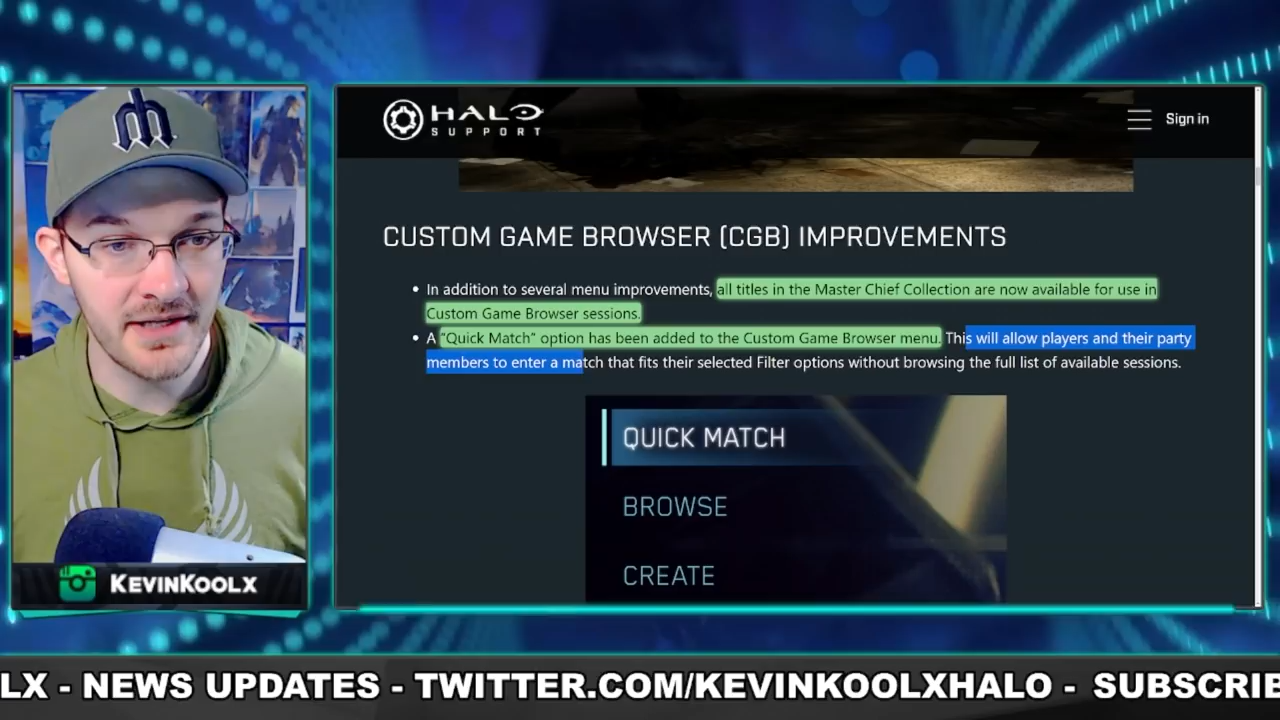 HALO
SUPPORT
Sign in
CUSTOM GAME BROWSER (CGB) IMPROVEMENTS
• In addition to several menu improvements, all titles in the Master Chief Collection are now available for use in
Custom Game Browser sessions.
• A “Quick Match” option has been added to the Custom Game Browser menu. This will allow players and their party
members to enter a match that fits their selected Filter options without browsing the full list of available sessions.
QUICK MATCH
BROWSE
CREATE
KEVINKOOLX
LX - NEWS UPDATES - TWITTER.COM/KEVINKOOLXHALO - SUBSCRIB